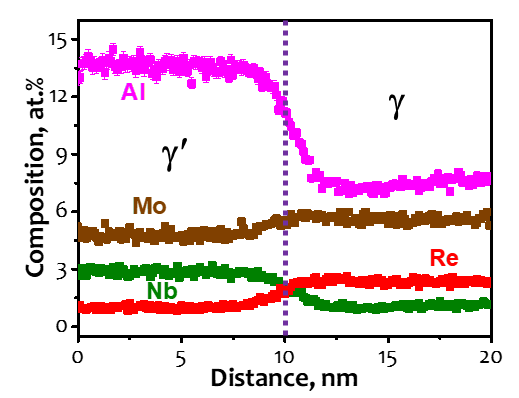 15
12
9
6
3
0
Composition, at.%
Al
γ
γ′
Mo
Re
Nb
0 5 10 15 20
Distance, nm